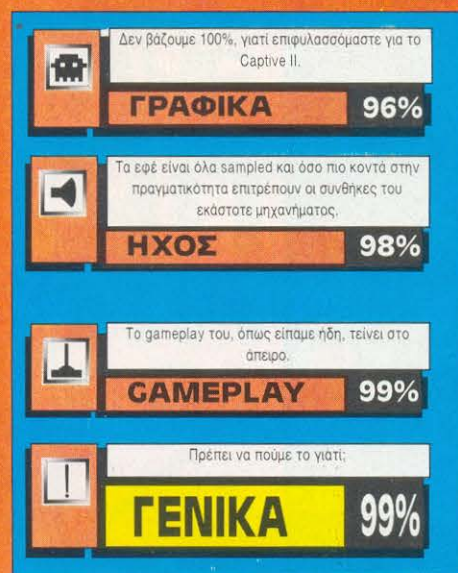 Δεν βάζουμε 100%, γιατί επιφυλασσόμαστε για το
Captive II.
ΓΡΑΦΙΚΑ 96%
Τα εφέ είναι όλα sampled και όσο πιο κοντά στην
πραγματικότητα επιτρέπουν οι συνθήκες του
εκάστοτε μηχανήματος.
ΗΧΟΣ 98%
Το gameplay του, όπως είπαμε ήδη, τείνει στο
άπειρο.
GAMEPLAY 99%
Πρέπει να πούμε το γιατί;
ΓΕΝΙΚΑ 99%